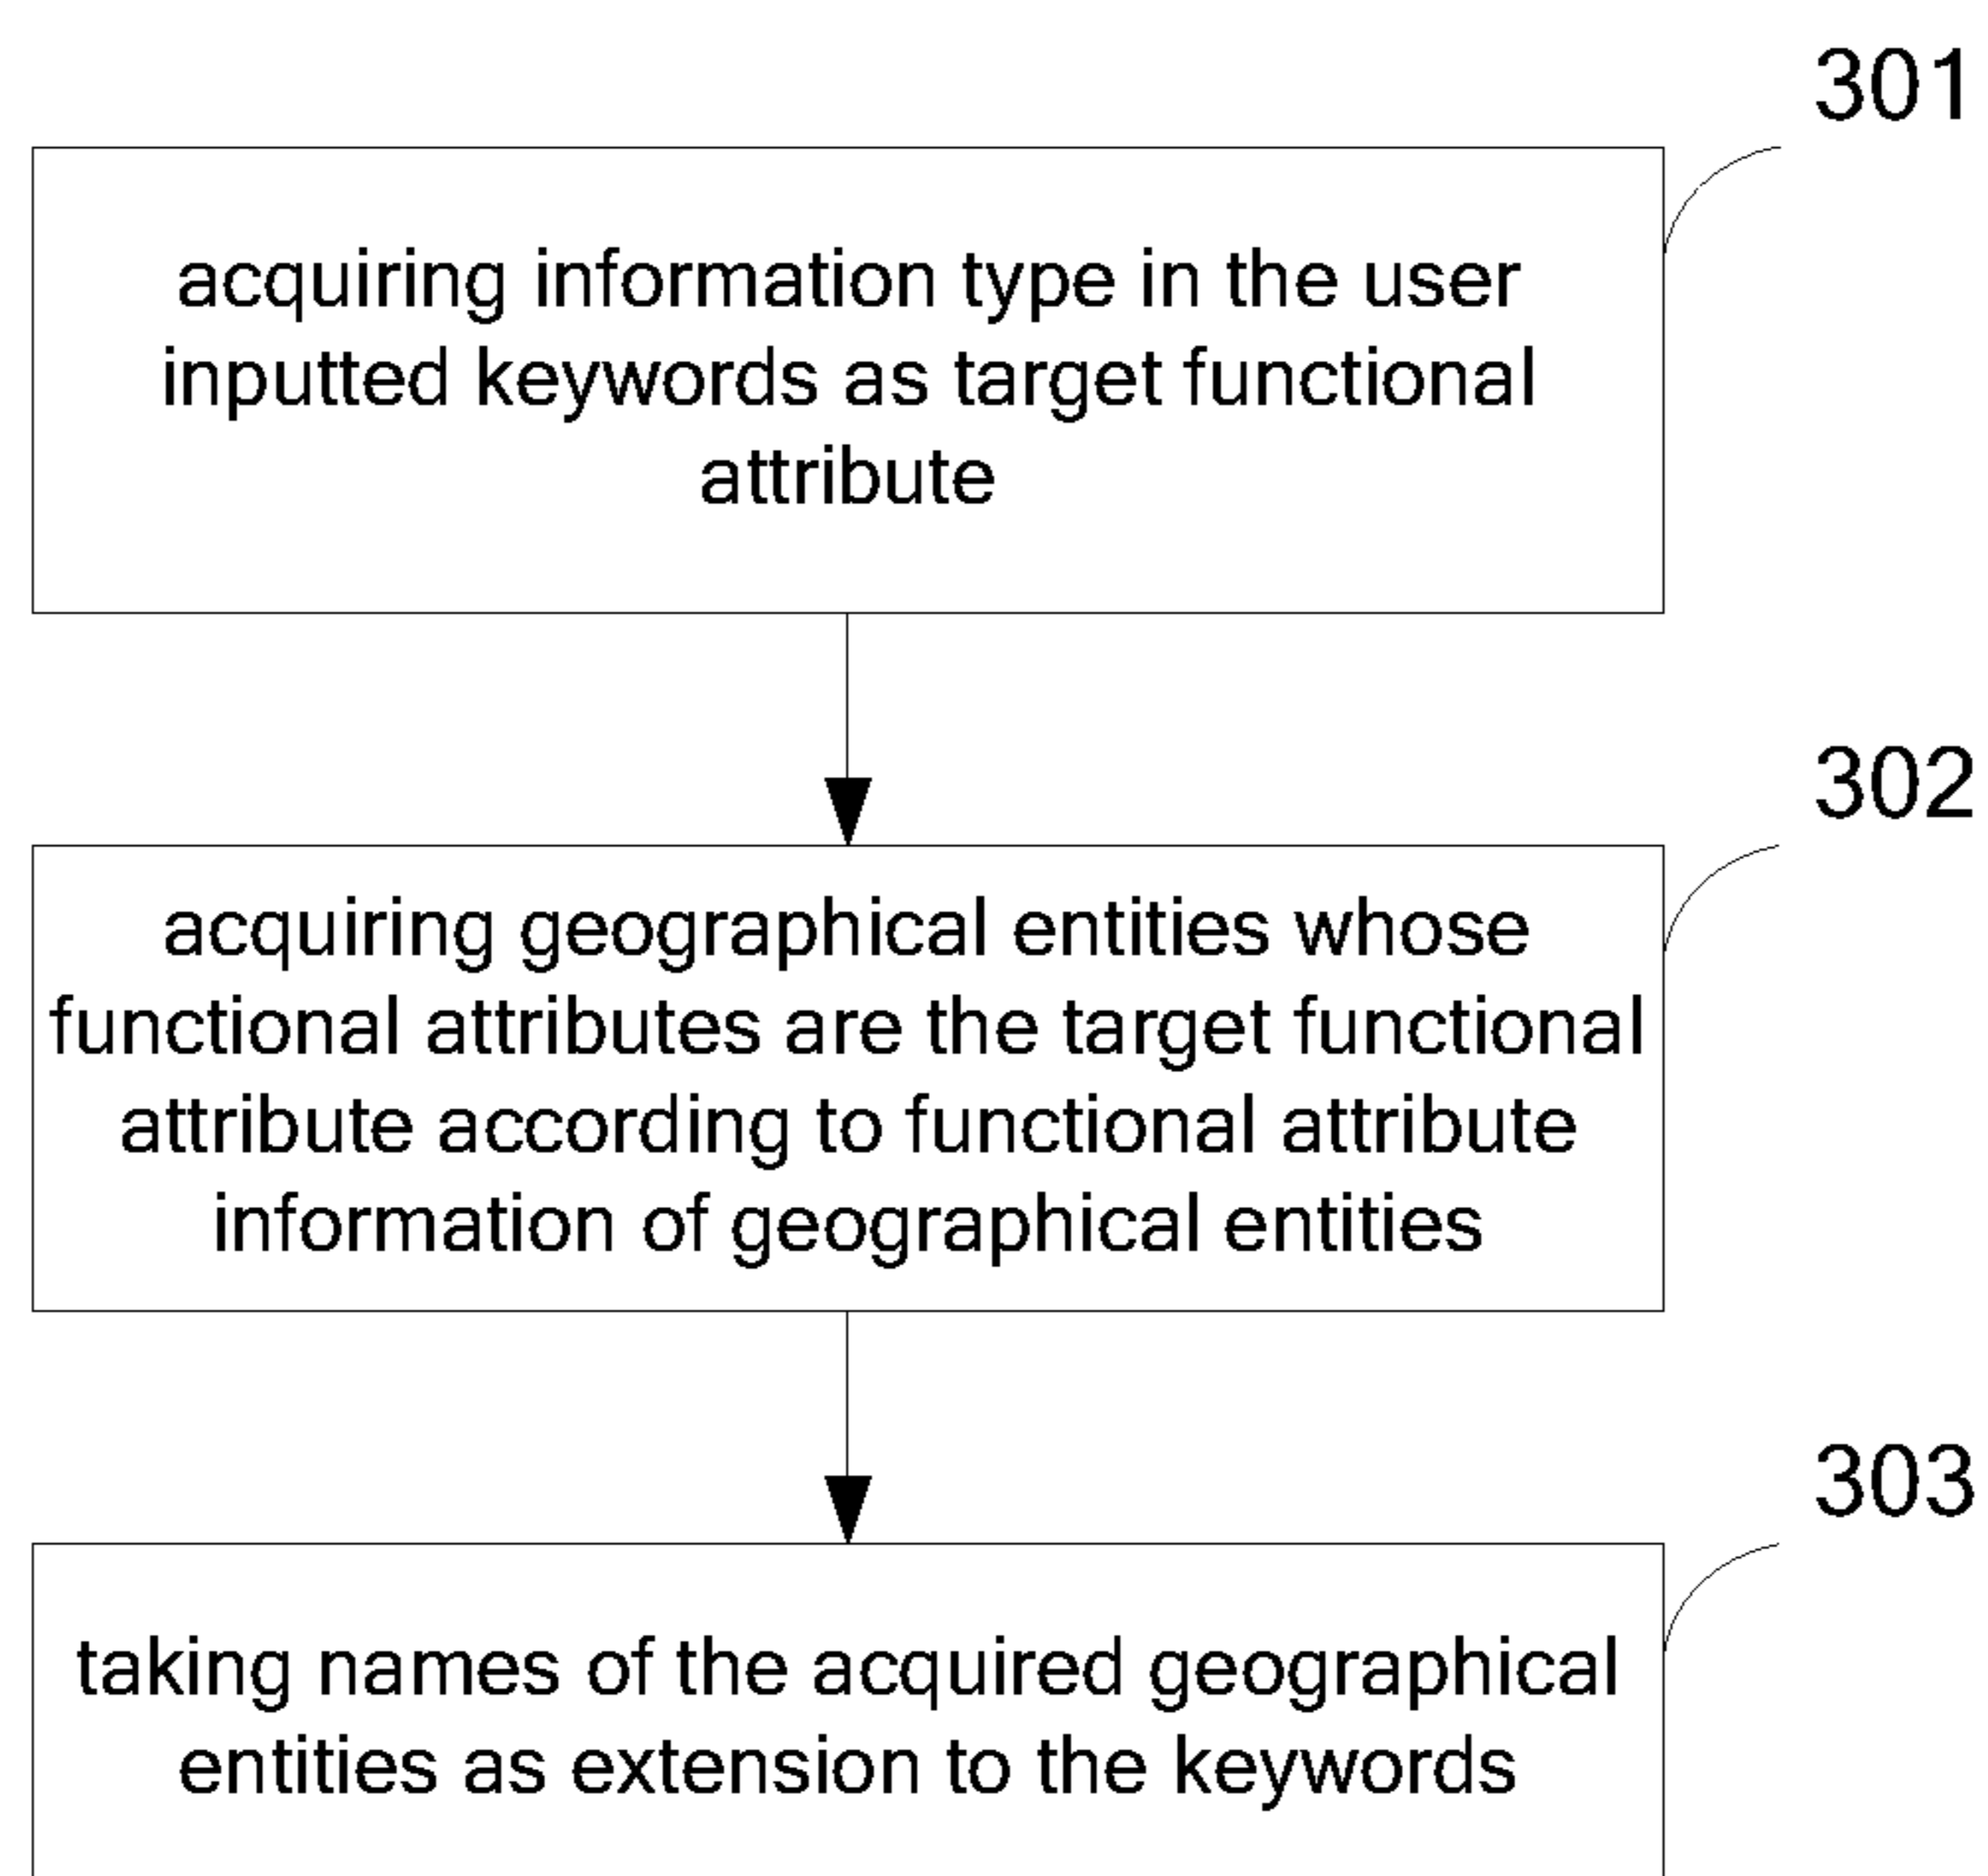 301
acquiring information type in the user
inputted keywords as target functional
attribute
302
acquiring geographical entities whose
functional attributes are the target functional
attribute according to functional attribute
information of geographical entities
303
taking names of the acquired geographical
entities as extension to the keywords